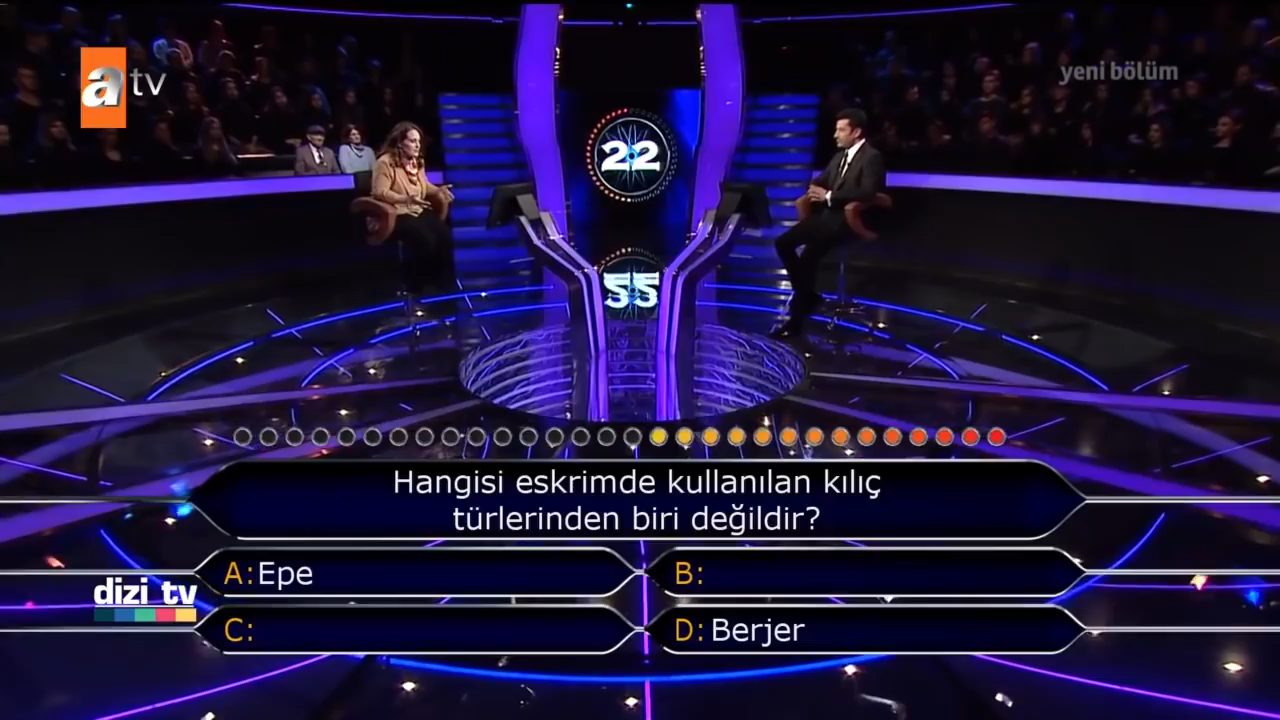 atv
yeni bölüm
22
55
Hangisi eskrimde kullanılan kılıç
türlerinden biri değildir?
A: Epe
B:
C:
D: Berjer
dizi tv